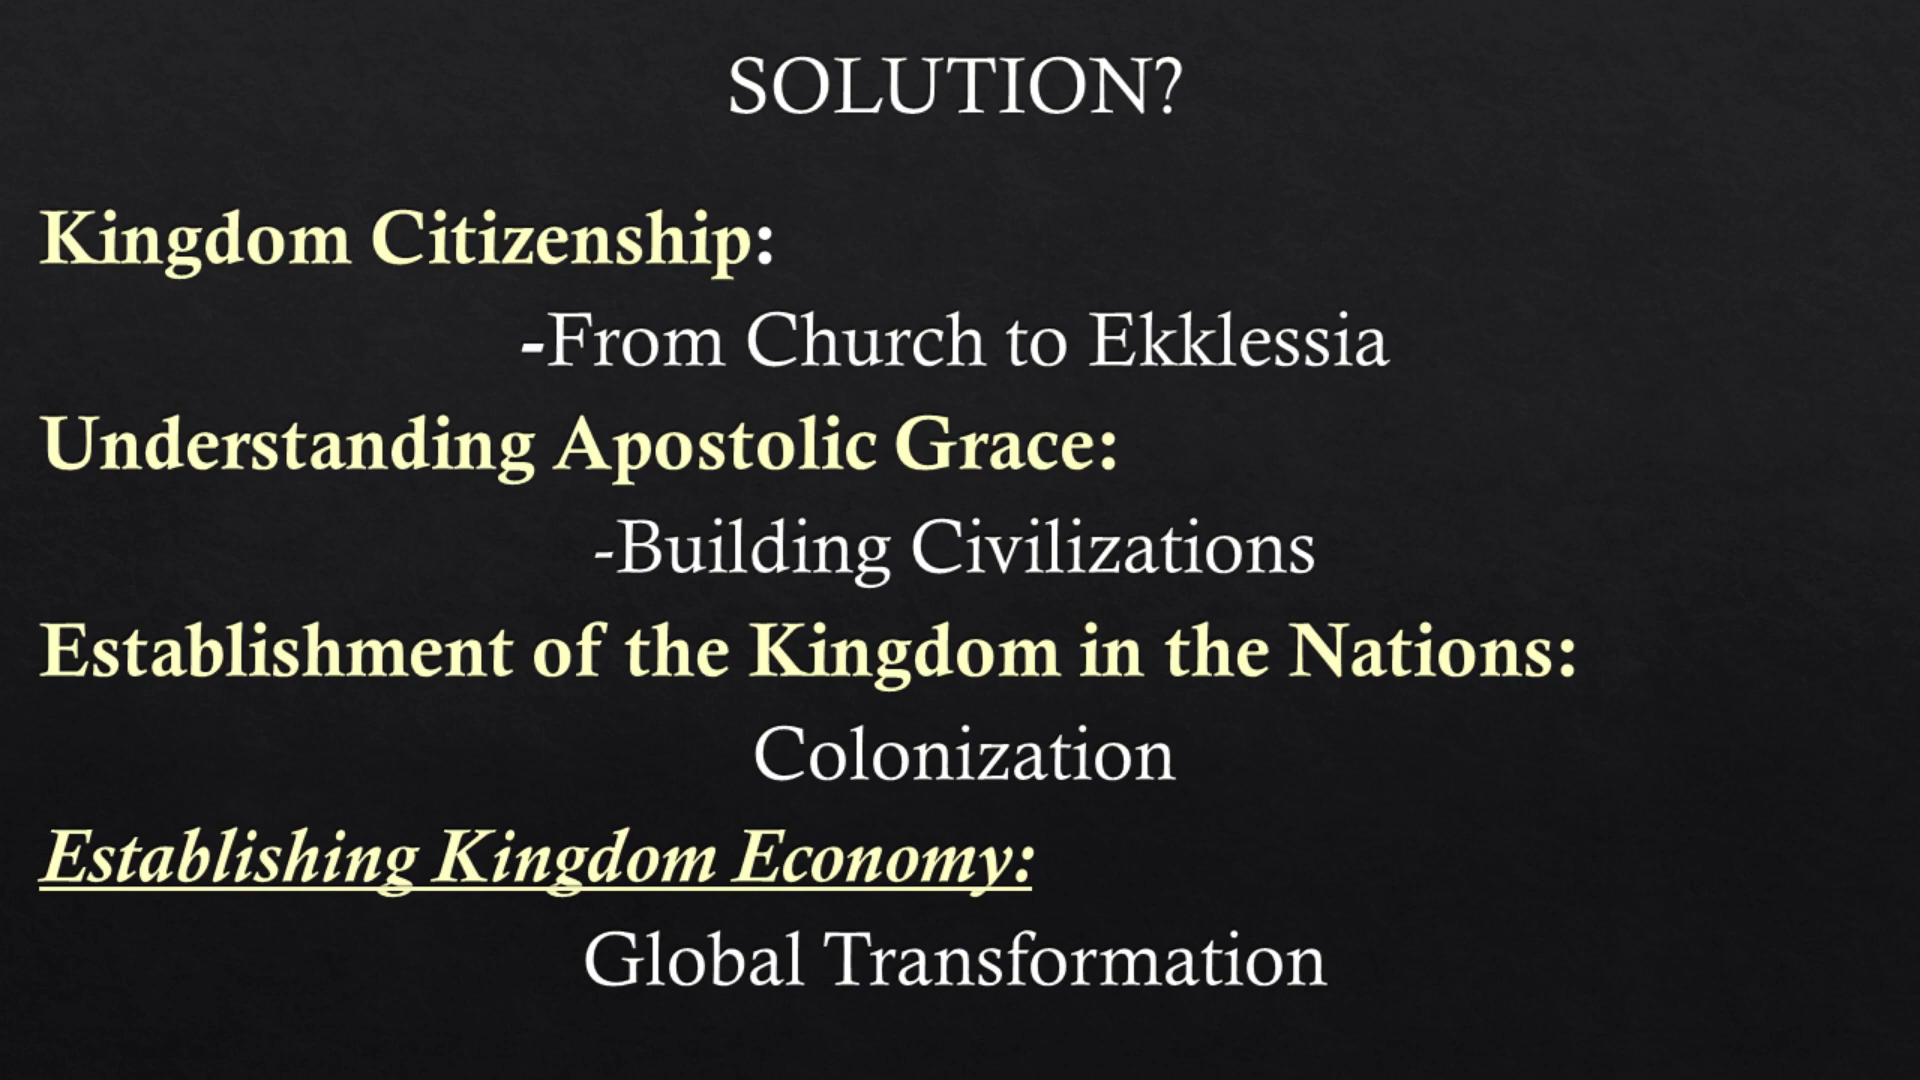 SOLUTION?
Kingdom Citizenship:
-From Church to Ekklessia
Understanding Apostolic Grace:
-Building Civilizations
Establishment of the Kingdom in the Nations:
Colonization
Establishing Kingdom Economy:
Global Transformation